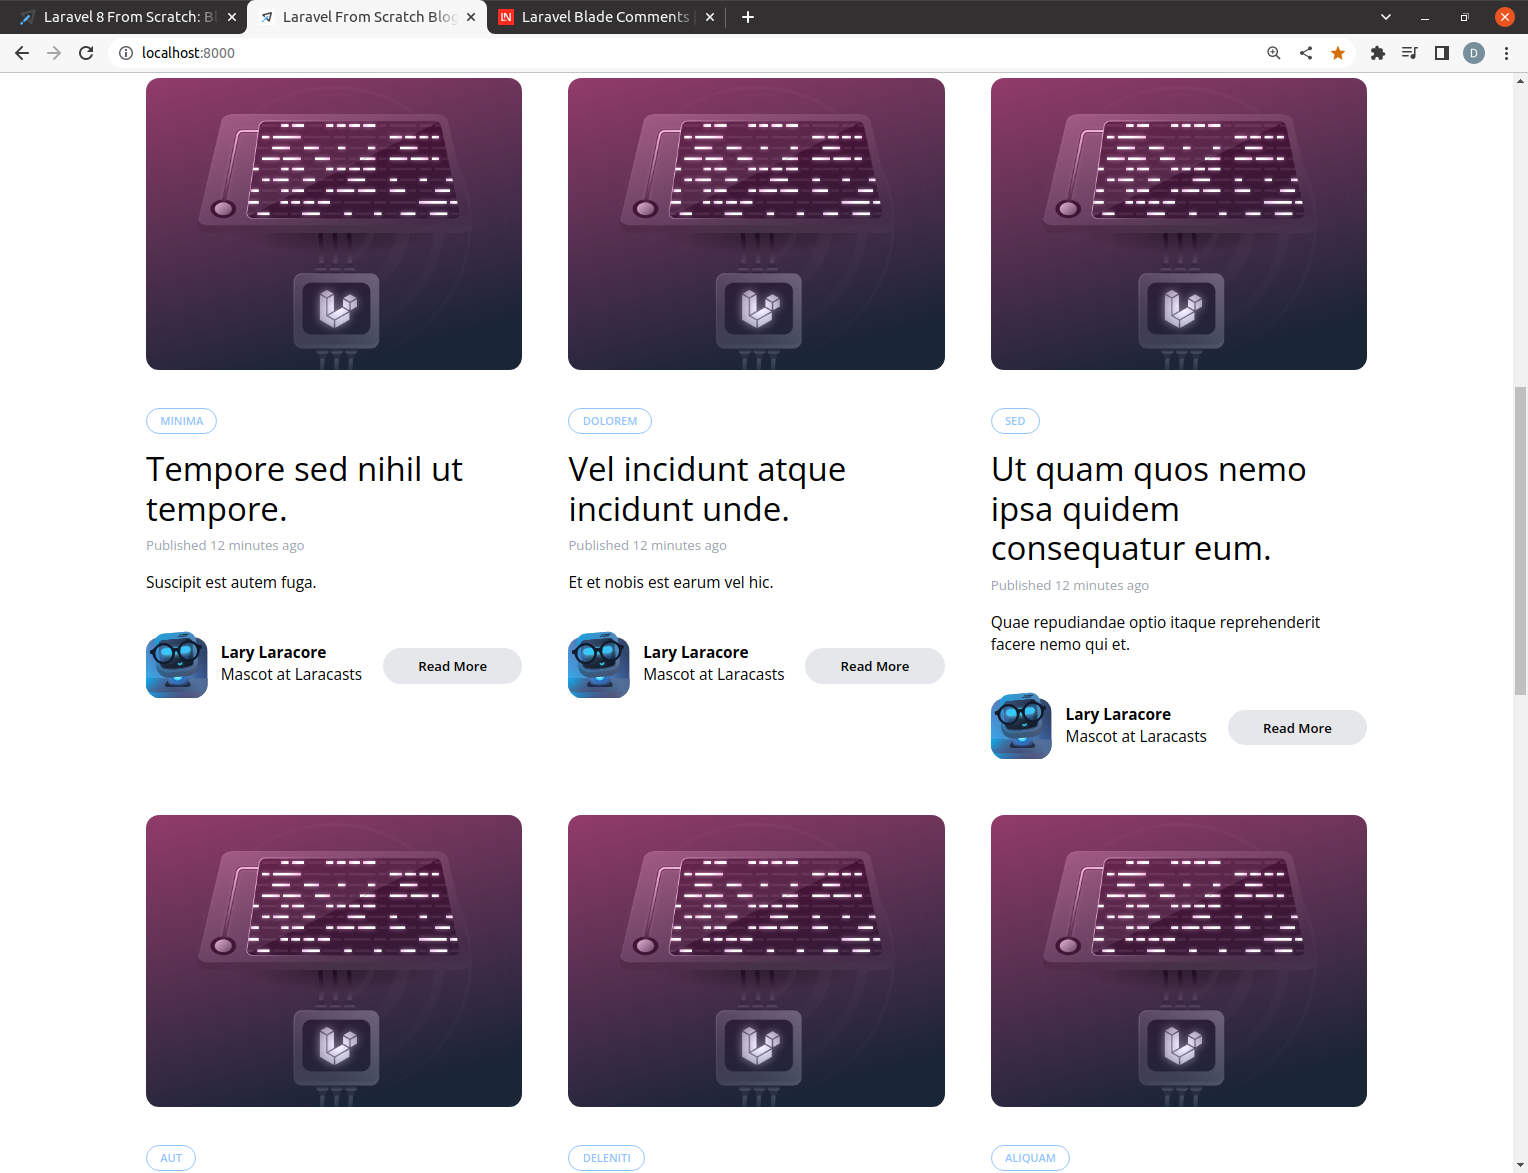 Laravel 8 From Scratch: Bl
Laravel From Scratch Blog
LN
Laravel Blade Comments
localhost:8000
D
MINIMA
Tempore sed nihil ut
tempore.
Published 12 minutes ago
Suscipit est autem fuga.
Lary Laracore
Mascot at Laracasts
Read More
DOLOREM
Vel incidunt atque
incidunt unde.
Published 12 minutes ago
Et et nobis est earum vel hic.
Lary Laracore
Mascot at Laracasts
Read More
SED
Ut quam quos nemo
ipsa quidem
consequatur eum.
Published 12 minutes ago
Quae repudiandae optio itaque reprehenderit
facere nemo qui et.
Lary Laracore
Mascot at Laracasts
Read More
AUT
DELENITI
ALIQUAM